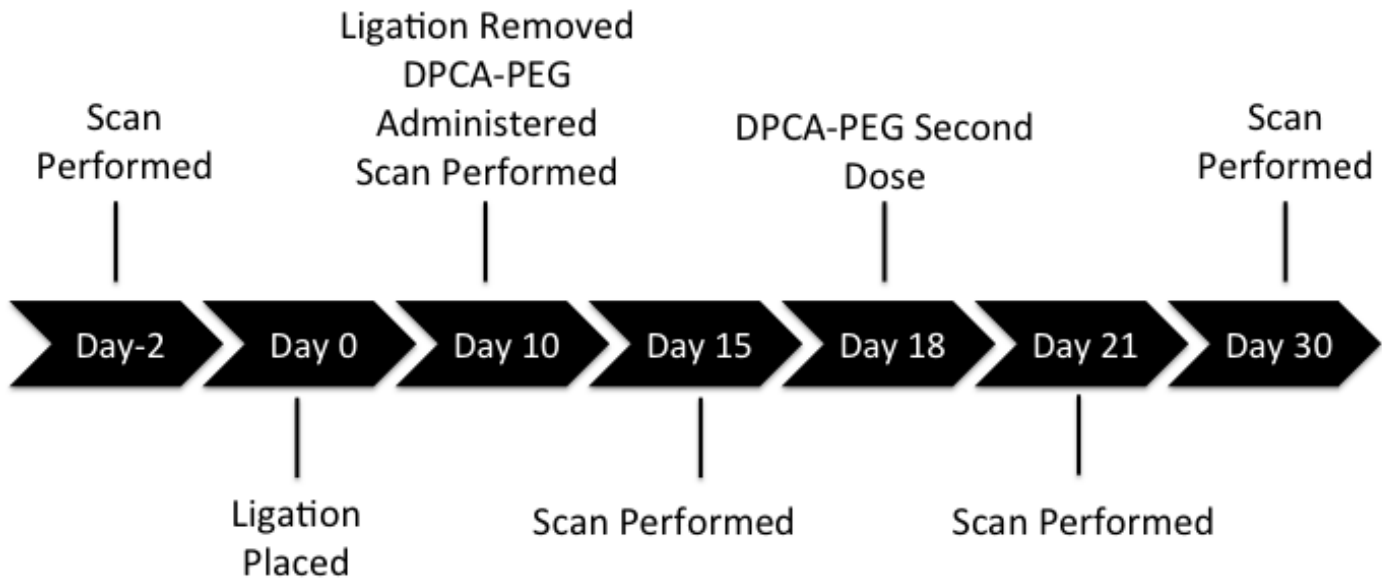 Scan
Performed
Ligation Removed
DPCA-PEG
Administered
Scan Performed
DPCA-PEG Second
Dose
Scan
Performed
Day-2
Day 0
Day 10
Day 15
Day 18
Day 21
Day 30
Ligation
Placed
Scan Performed
Scan Performed